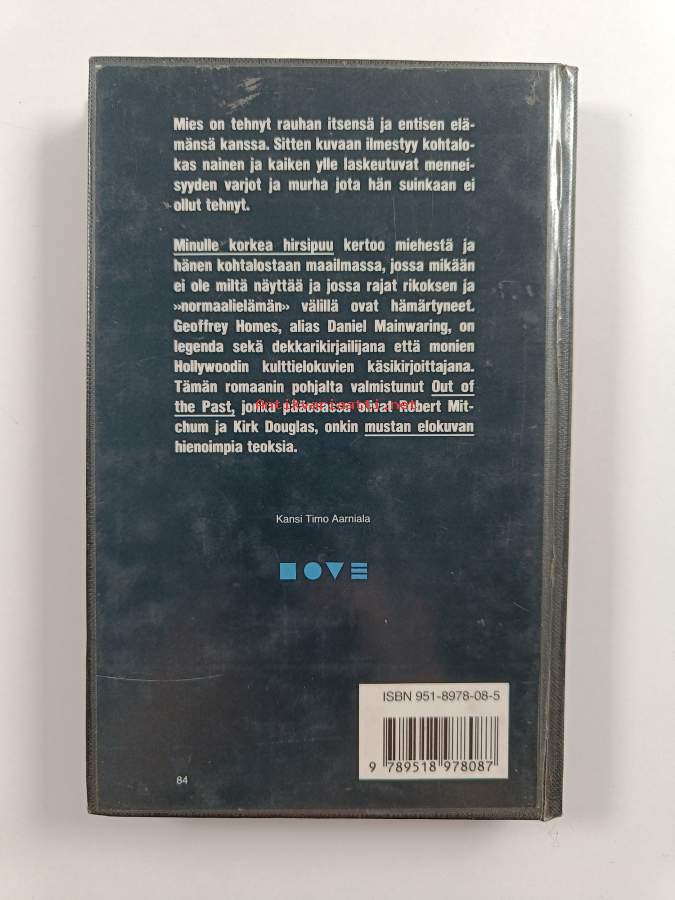 Mies on tehnyt rauhan itsensä ja entisen elä-
mänsä kanssa. Sitten kuvaan ilmestyy kohtalo-
kas nainen ja kaiken ylle laskeutuvat mennei-
syyden varjot ja murha jota hän suinkaan ei
ollut tehnyt.
Minulle korkea hirsipuu kertoo miehestä ja
hänen kohtalostaan maailmassa, jossa mikään
ei ole miltä näyttää ja jossa rajat rikoksen ja
»normaalielämän» välillä ovat hämärtyneet.
Geoffrey Homes, alias Daniel Mainwaring, on
legenda sekä dekkarikirjailijana että monien
Hollywoodin kulttielokuvien käsikirjoittajana.
Tämän romaanin pohjalta valmistunut Out of
the Past, jonka pääosassa olivat Robert Mit-
chum ja Kirk Douglas, onkin mustan elokuvan
hienoimpia teoksia.
Kansi Timo Aarniala
ISBN 951-8978-08-5
9 789518 978087
84